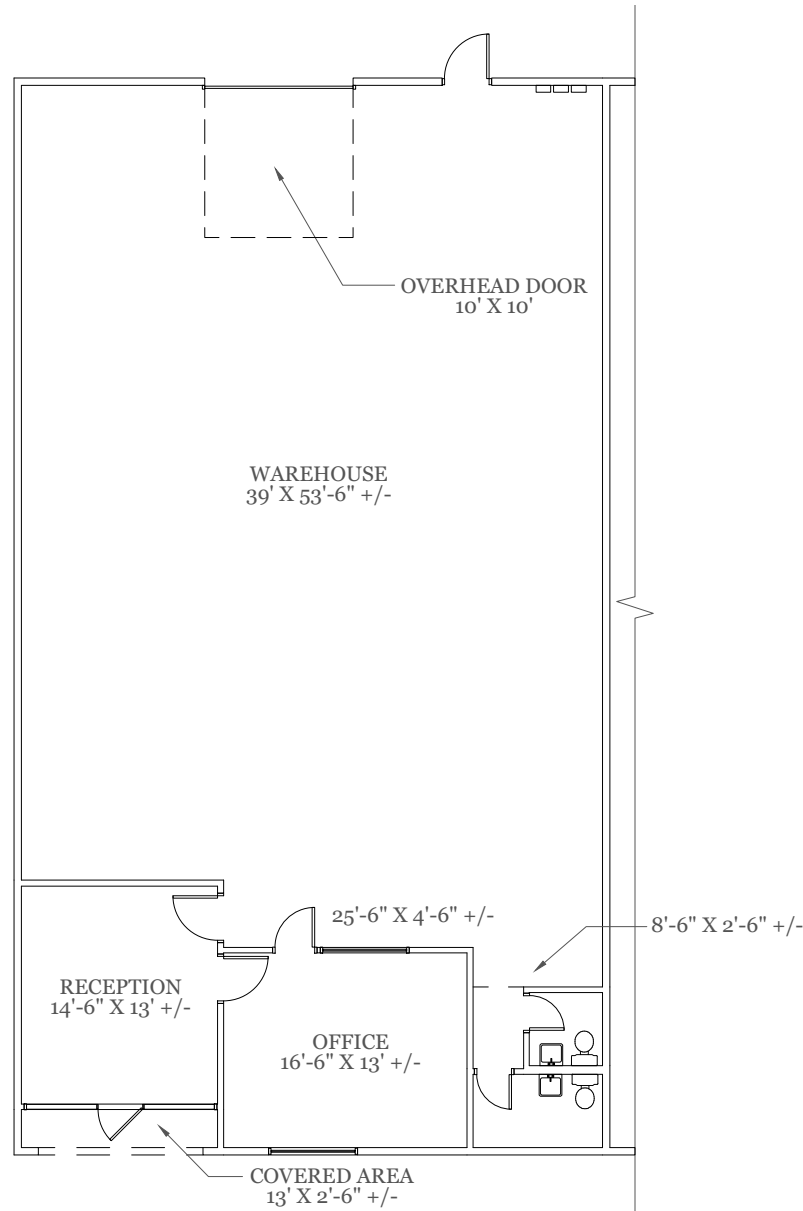 OVERHEAD DOOR
10' X 10'
WAREHOUSE
39' X 53'-6" +/-
25'-6" X 4'-6" +/-
8'-6" X 2'-6" +/-
RECEPTION
14'-6" X 13' +/-
OFFICE
16'-6" X 13' +/-
COVERED AREA
13' X 2'-6" +/-